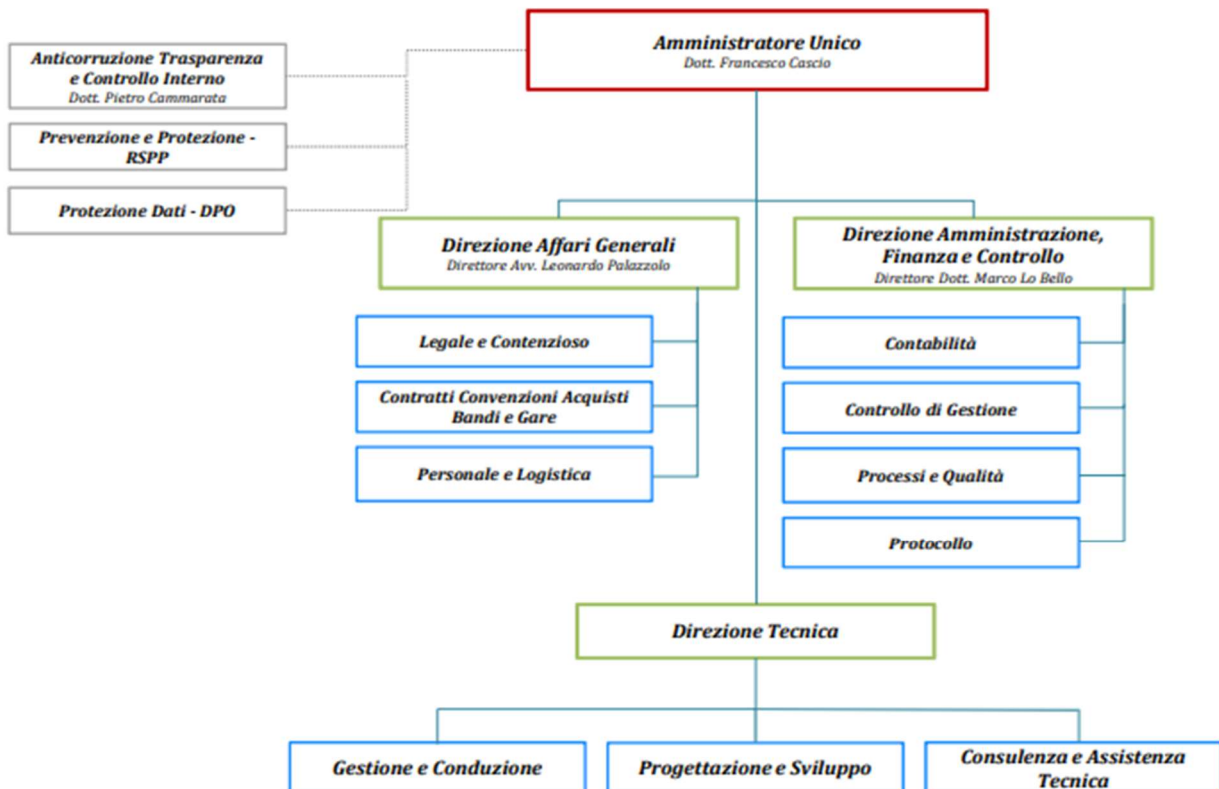 Amministratore Unico
Dott. Francesco Cascio
Anticorruzione Trasparenza
e Controllo Interno
Dott. Pietro Cammarata
Prevenzione e Protezione -
RSPP
Protezione Dati - DPO
Direzione Affari Generali
Direttore Avv. Leonardo Palazzolo
Direzione Amministrazione,
Finanza e Controllo
Direttore Dott. Marco Lo Bello
Legale e Contenzioso
Contratti Convenzioni Acquisti
Bandi e Gare
Personale e Logistica
Contabilità
Controllo di Gestione
Processi e Qualità
Protocollo
Direzione Tecnica
Gestione e Conduzione
Progettazione e Sviluppo
Consulenza e Assistenza
Tecnica